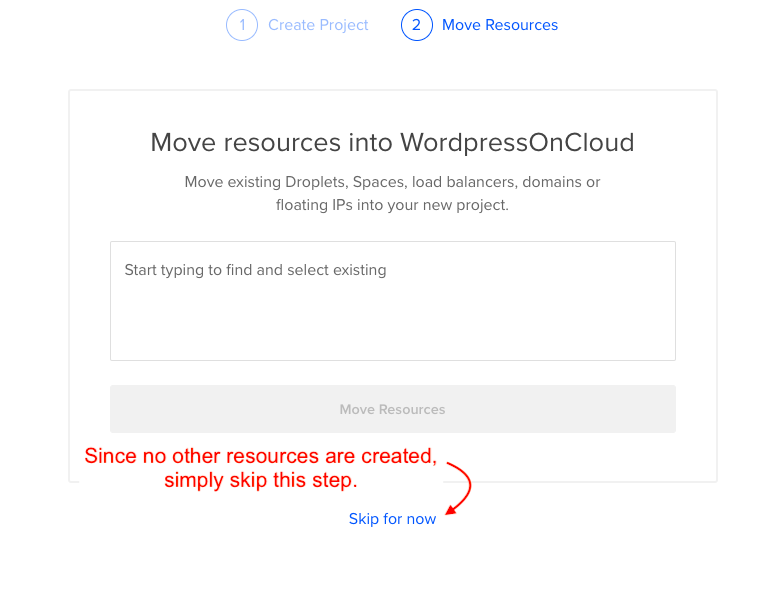 1 Create Project 2 Move Resources
Move resources into WordpressOnCloud
Move existing Droplets, Spaces, load balancers, domains or
floating IPs into your new project.
Start typing to find and select existing
Move Resources
Since no other resources are created,
simply skip this step.
Skip for now